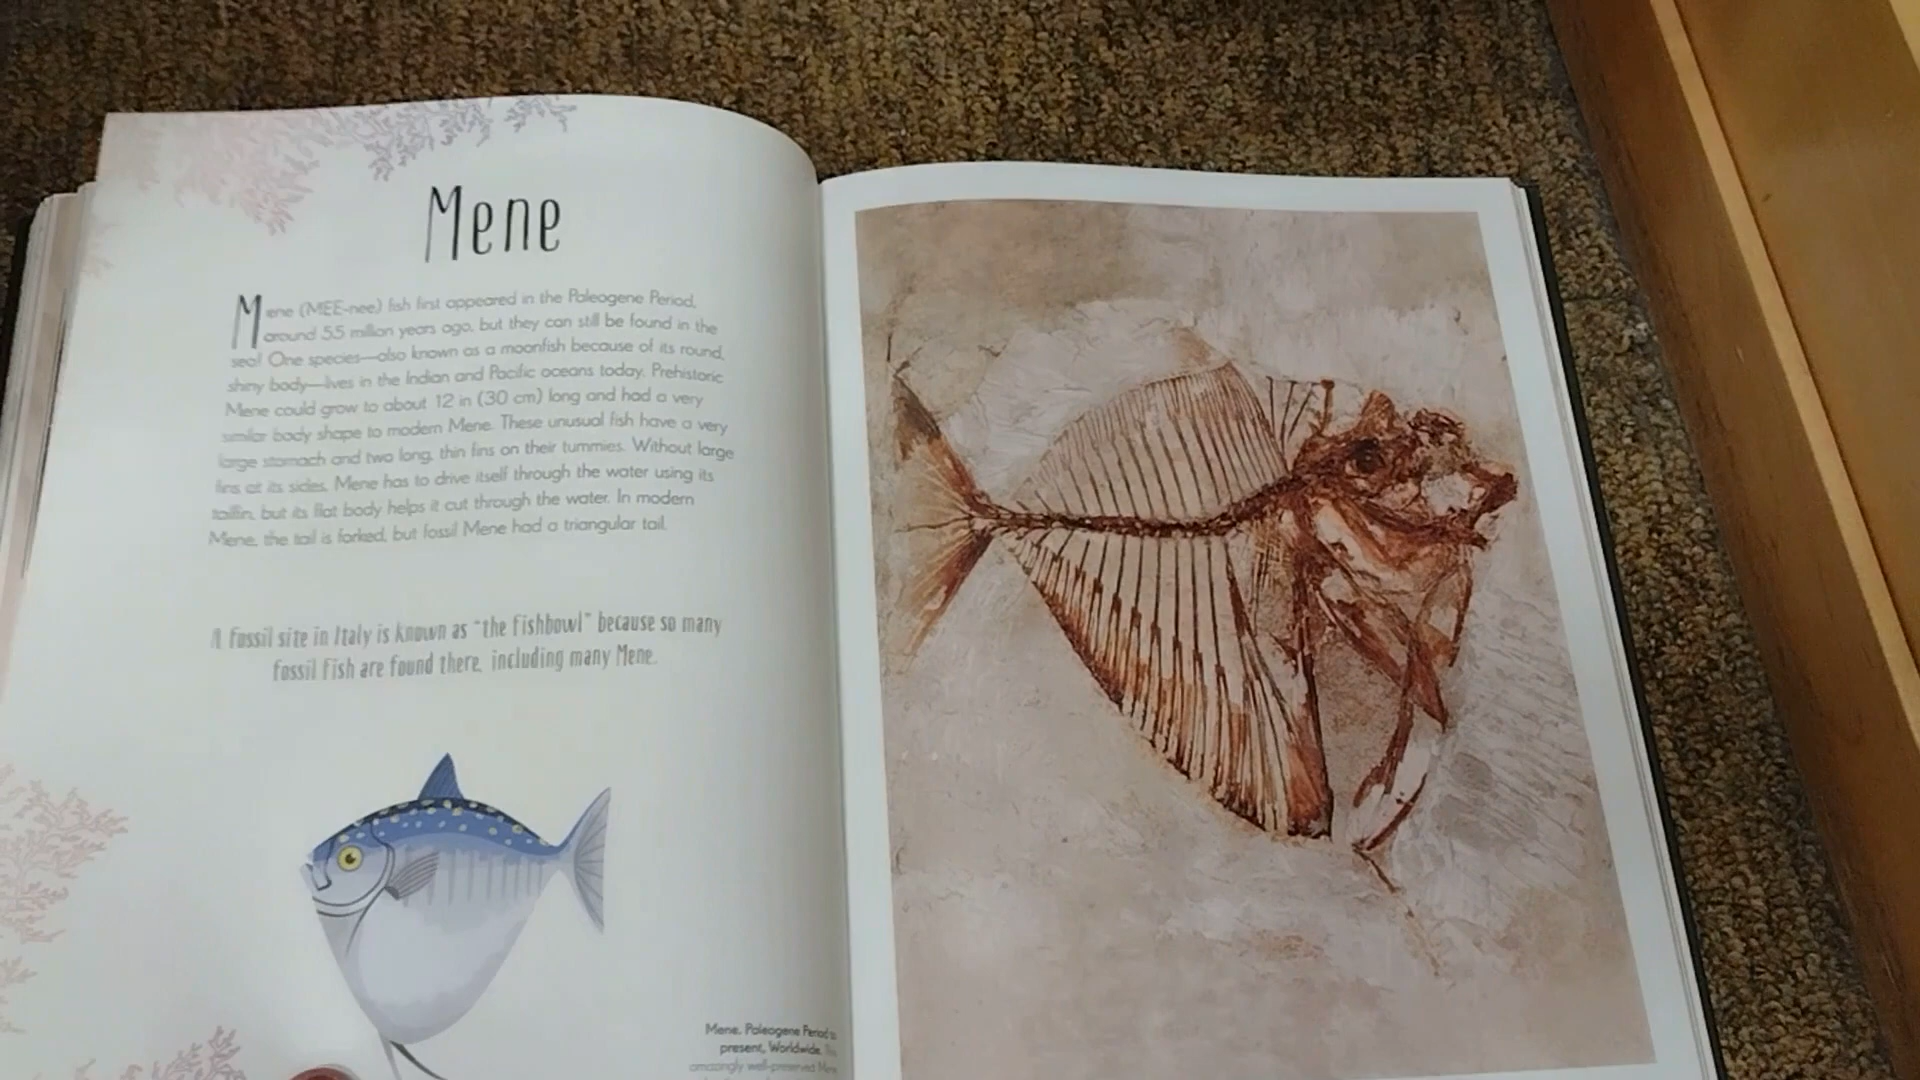 Mene
Mene (MEE-nee) fish first appeared in the Paleogene Period,
around 55 million years ago, but they can still be found in the
sea! One species—also known as a moonfish because of its round,
shiny body—lives in the Indian and Pacific oceans today. Prehistoric
Mene could grow to about 12 in (30 cm) long and had a very
similar body shape to modern Mene. These unusual fish have a very
large stomach and two long, thin fins on their tummies. Without large
fins at its sides, Mene has to drive itself through the water using its
tailfin, but its flat body helps it cut through the water. In modern
Mene, the tail is forked, but fossil Mene had a triangular tail.
A fossil site in Italy is known as "the fishbowl" because so many
fossil fish are found there, including many Mene.
Mene, Paleogene Period to
present, Worldwide. This
amazingly well-preserved Mene